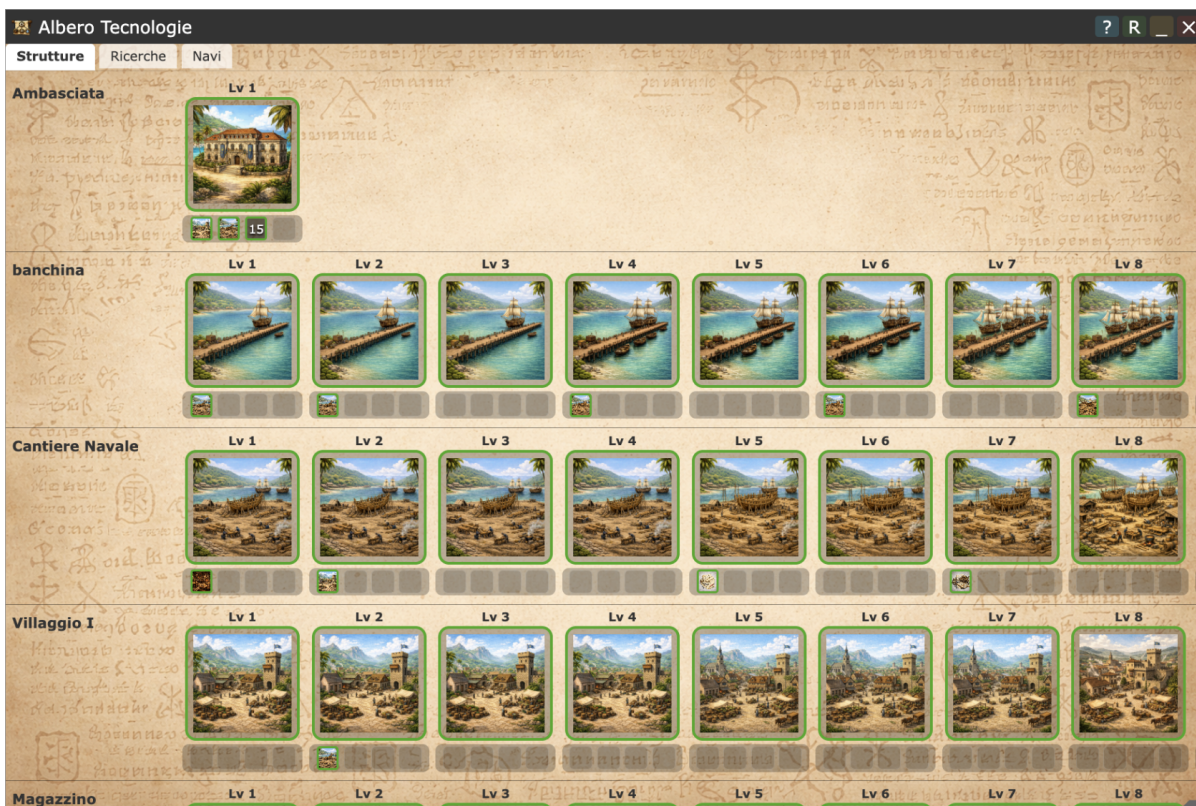 Albero Tecnologie
? R _ X
Strutture Ricerche Navi
Ambasciata
Lv 1
15
banchina
Lv 1 Lv 2 Lv 3 Lv 4 Lv 5 Lv 6 Lv 7 Lv 8
Cantiere Navale
Lv 1 Lv 2 Lv 3 Lv 4 Lv 5 Lv 6 Lv 7 Lv 8
Villaggio I
Lv 1 Lv 2 Lv 3 Lv 4 Lv 5 Lv 6 Lv 7 Lv 8
Magazzino
Lv 1 Lv 2 Lv 3 Lv 4 Lv 5 Lv 6 Lv 7 Lv 8